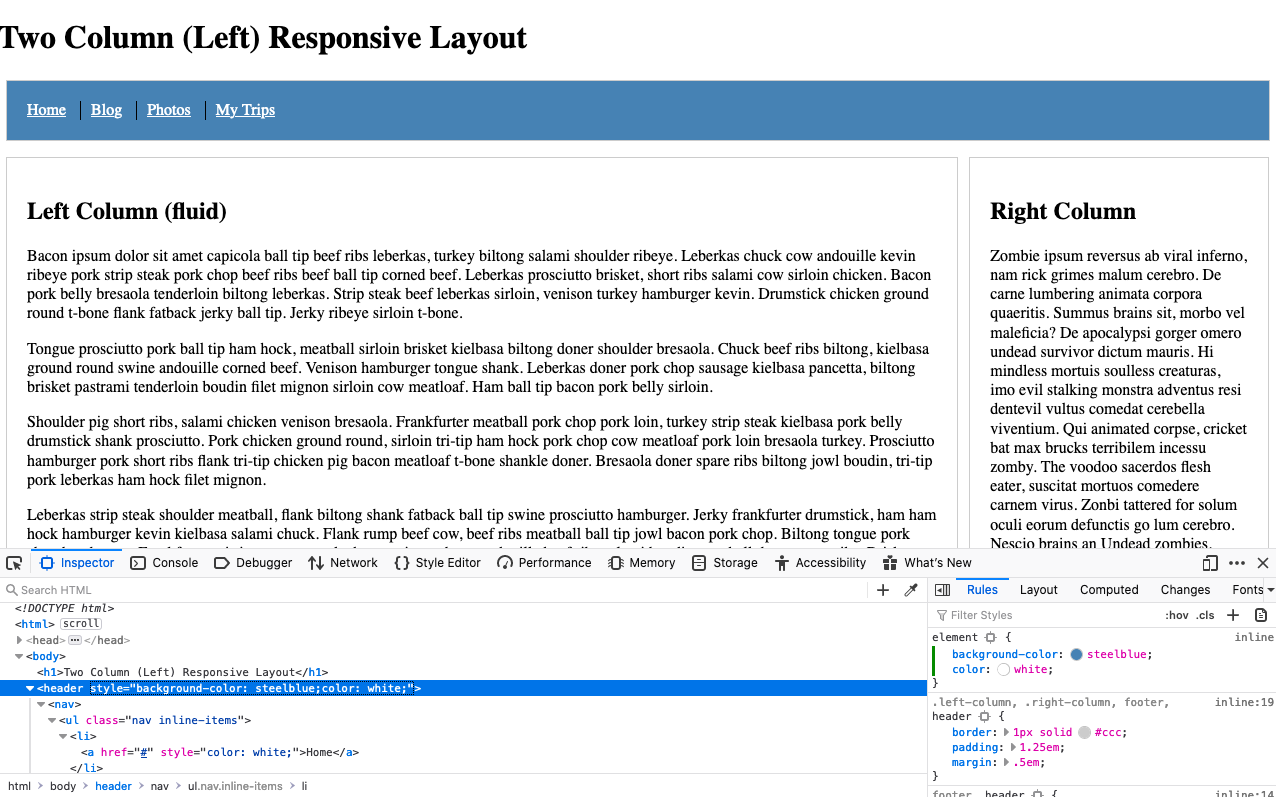 Two Column (Left) Responsive Layout
Home Blog Photos My Trips
Left Column (fluid)
Bacon ipsum dolor sit amet capicola ball tip beef ribs leberkas, turkey biltong salami shoulder ribeye. Leberkas chuck cow andouille kevin
ribeye pork strip steak pork chop beef ribs beef ball tip corned beef. Leberkas prosciutto brisket, short ribs salami cow sirloin chicken. Bacon
pork belly bresaola tenderloin biltong leberkas. Strip steak beef leberkas sirloin, venison turkey hamburger kevin. Drumstick chicken ground
round t-bone flank fatback jerky ball tip. Jerky ribeye sirloin t-bone.
Tongue prosciutto pork ball tip ham hock, meatball sirloin brisket kielbasa biltong doner shoulder bresaola. Chuck beef ribs biltong, kielbasa
ground round swine andouille corned beef. Venison hamburger tongue shank. Leberkas doner pork chop sausage kielbasa pancetta, biltong
brisket pastrami tenderloin boudin filet mignon sirloin cow meatloaf. Ham ball tip bacon pork belly sirloin.
Shoulder pig short ribs, salami chicken venison bresaola. Frankfurter meatball pork chop pork loin, turkey strip steak kielbasa pork belly
drumstick shank prosciutto. Pork chicken ground round, sirloin tri-tip ham hock pork chop cow meatloaf pork loin bresaola turkey. Prosciutto
hamburger pork short ribs flank tri-tip chicken pig bacon meatloaf t-bone shankle doner. Bresaola doner spare ribs biltong jowl boudin, tri-tip
pork leberkas ham hock filet mignon.
Leberkas strip steak shoulder meatball, flank biltong shank fatback ball tip swine prosciutto hamburger. Jerky frankfurter drumstick, ham ham
hock hamburger kevin kielbasa salami chuck. Flank rump beef cow, beef ribs meatball ball tip jowl bacon pork chop. Biltong tongue pork
Right Column
Zombie ipsum reversus ab viral inferno,
nam rick grimes malum cerebro. De
carne lumbering animata corpora
quaeritis. Summus brains sit, morbo vel
maleficia? De apocalypsi gorger omero
undead survivor dictum mauris. Hi
mindless mortuis soulless creaturas,
imo evil stalking monstra adventus resi
dentevil vultus comedat cerebella
viventium. Qui animated corpse, cricket
bat max brucks terribilem incessu
zomby. The voodoo sacerdos flesh
eater, suscitat mortuos comedere
carnem virus. Zonbi tattered for solum
oculi eorum defunctis go lum cerebro.
Nescio brains an Undead zombies.
Inspector Console Debugger Network Style Editor Performance Memory Storage Accessibility What's New
Search HTML
<!DOCTYPE html>
<html> scroll
<head> ••• </head>
<body>
<h1>Two Column (Left) Responsive Layout</h1>
<header style="background-color: steelblue;color: white;">
<nav>
<ul class="nav inline-items">
<li>
<a href="#" style="color: white;">Home</a>
</li>
html > body > header > nav > ul.nav.inline-items > li
Rules Layout Computed Changes Fonts
Filter Styles :hov .cls
element { inline
background-color: steelblue;
color: white;
}
.left-column, .right-column, footer, inline:19
header {
border: 1px solid #ccc;
padding: 1.25em;
margin: .5em;
}
footer, header { inline:14